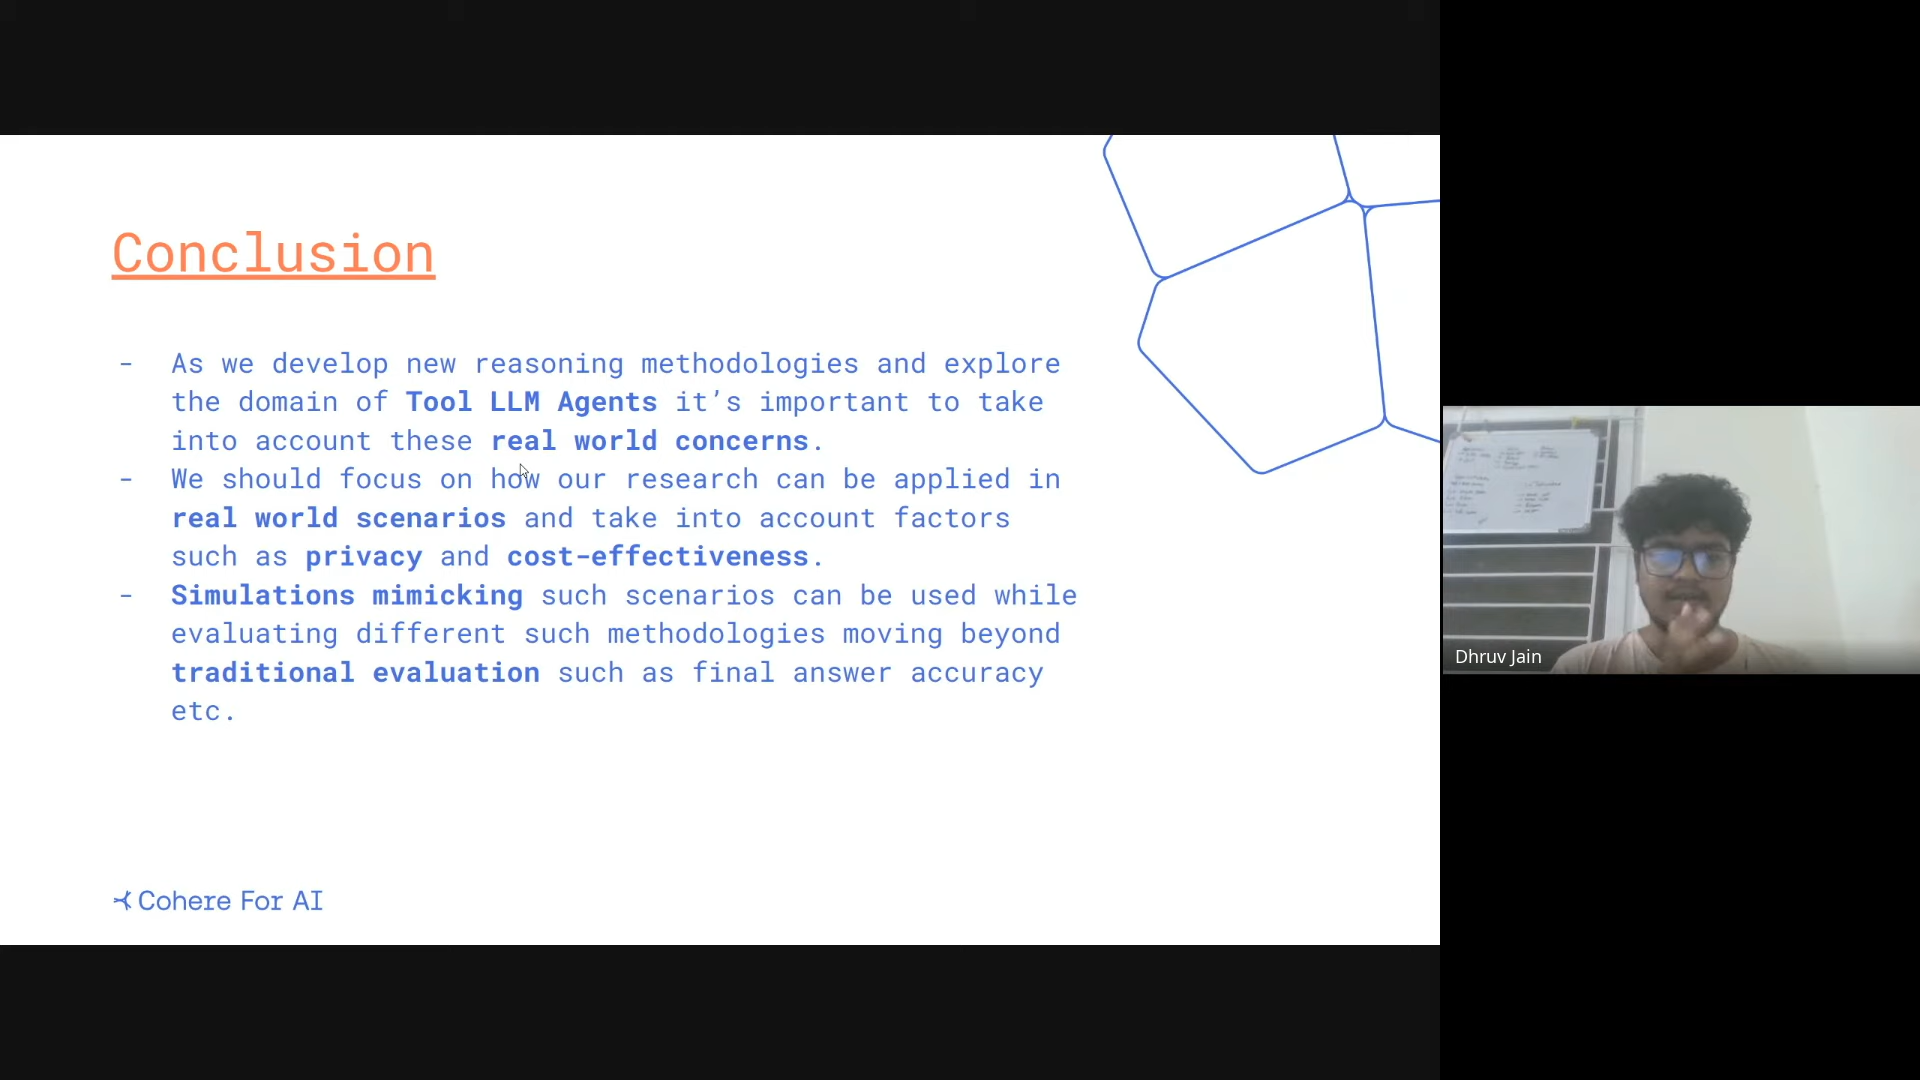 Conclusion
- As we develop new reasoning methodologies and explore
the domain of Tool LLM Agents it’s important to take
into account these real world concerns.
- We should focus on how our research can be applied in
real world scenarios and take into account factors
such as privacy and cost-effectiveness.
- Simulations mimicking such scenarios can be used while
evaluating different such methodologies moving beyond
traditional evaluation such as final answer accuracy
etc.
Cohere For AI
Dhruv Jain